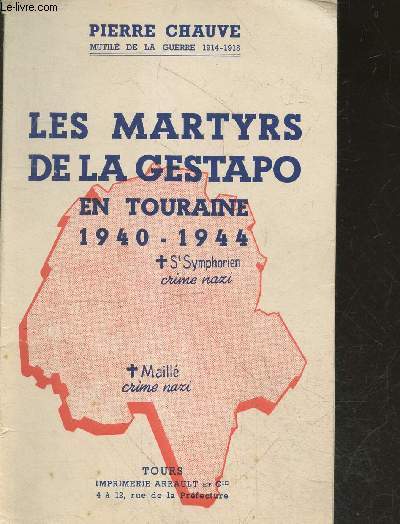 Le-livre.com
PIERRE CHAUVE
MUTILÉ DE LA GUERRE 1914-1918
LES MARTYRS
DE LA GESTAPO
EN TOURAINE
1940 - 1944
✝ St Symphorien
crime nazi
✝ Maillé
crime nazi
TOURS
IMPRIMERIE ARRAULT ET Cie
4 à 12, rue de la Préfecture